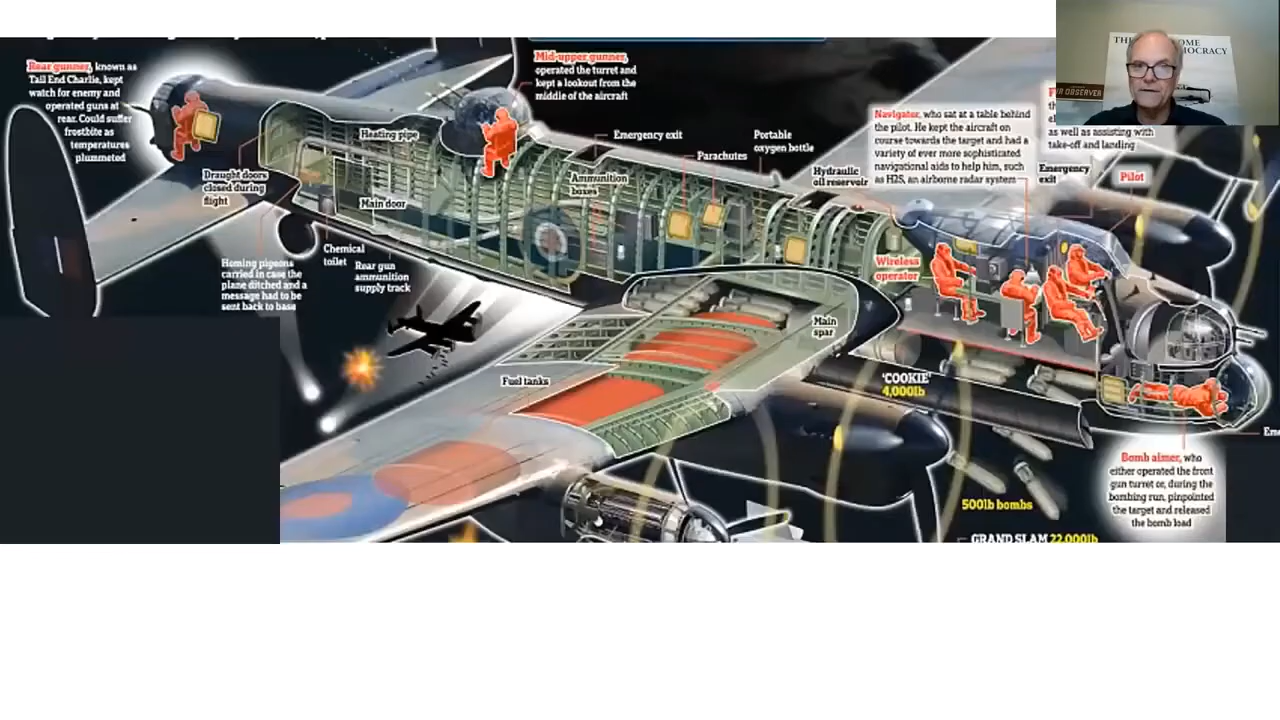 Rear gunner, known as
Tail End Charlie, kept
watch for enemy and
operated guns at
rear. Could suffer
frostbite as
temperatures
plummeted
Mid-upper gunner,
operated the turret and
kept a lookout from the
middle of the aircraft
Heating pipe
Emergency exit
Portable
oxygen bottle
Parachutes
Navigator, who sat at a table behind
the pilot. He kept the aircraft on
course towards the target and had a
variety of ever more sophisticated
navigational aids to help him, such
as H2S, an airborne radar system
as well as assisting with
take-off and landing
Emergency
exit
Pilot
Hydraulic
oil reservoir
Draught doors
closed during
flight
Ammunition
boxes
Main door
Chemical
toilet
Rear gun
ammunition
supply track
Homing pigeons
carried in case the
plane ditched and a
message had to be
sent back to base
Wireless
operator
Main
spar
Fuel tanks
'COOKIE'
4,000lb
Bomb aimer, who
either operated the front
gun turret or, during the
bombing run, pinpointed
the target and released
the bomb load
500lb bombs
GRAND SLAM 22,000lb
OBSERVER